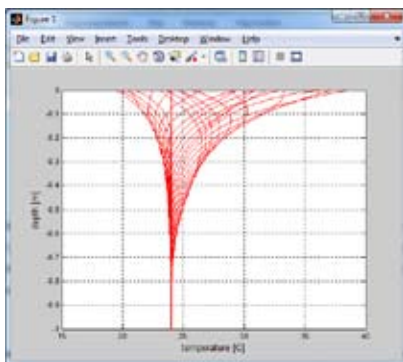 Figure 1
File Edit View Insert Tools Desktop Window Help
0
-0.1
-0.2
-0.3
-0.4
-0.5
-0.6
-0.7
-0.8
-0.9
-1
15 20 25 30 35 40
depth [m]
temperature [C]